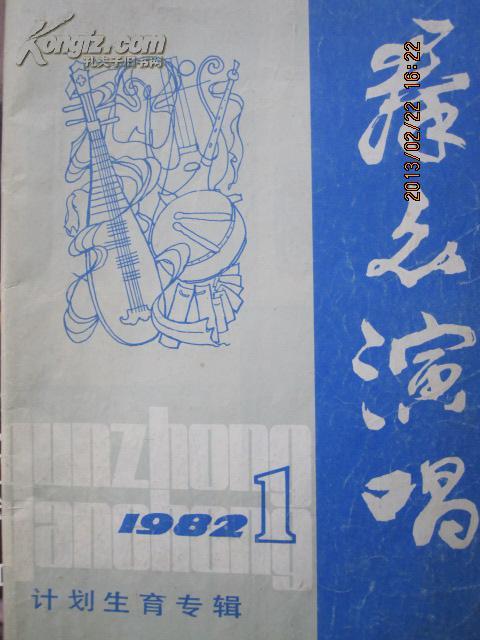 Kongfz.com
孔夫子旧书网
2013/02/22 16:22
群众演唱
qunzhong
yanchang
1982 1
计划生育专辑